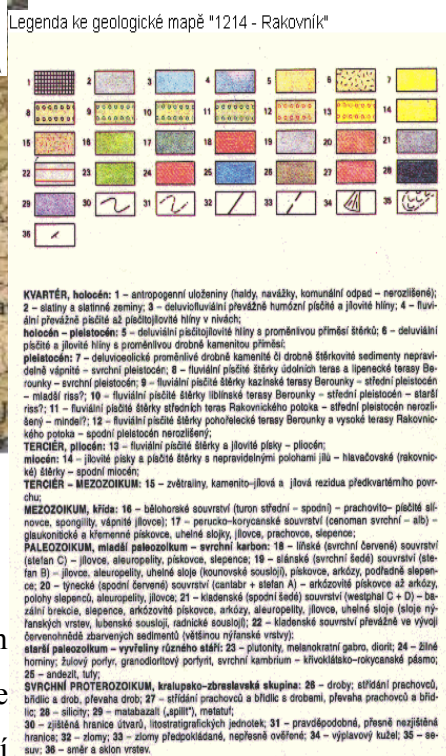 Legenda ke geologické mapě "1214 - Rakovník"
1 2 3 4 5 6 7
8 9 10 11 12 13 14
15 16 17 18 19 20 21
22 23 24 25 26 27 28
29 30 31 32 33 34 35
36
KVARTÉR, holocén: 1 – antropogenní uloženiny (haldy, navážky, komunální odpad – nerozlišené);
2 – slatiny a slatinné zeminy; 3 – deluviofluviální převážně humózní písčité a jílovité hlíny; 4 – fluvi-
ální převážně písčité až písčitojílovité hlíny v nivách;
holocén – pleistocén: 5 – deluviální písčitojílovité hlíny s proměnlivou příměsí štěrků; 6 – deluviální
písčité a jílovité hlíny s proměnlivou drobně kamenitou příměsí;
pleistocén: 7 – deluvioeolické proměnlivé drobně kamenité či drobně štěrkovité sedimenty nepravi-
delně vápnité – svrchní pleistocén; 8 – fluviální písčité štěrky údolních teras a lipenecké terasy Be-
rounky – svrchní pleistocén; 9 – fluviální písčité štěrky kazínské terasy Berounky – střední pleistocén
– mladší riss?; 10 – fluviální písčité štěrky liblínské terasy Berounky – střední pleistocén – starší
riss?; 11 – fluviální písčité štěrky středních teras Rakovnického potoka – střední pleistocén nerozli-
šený – mindel?; 12 – fluviální písčité štěrky pohořelecké terasy Berounky a vysoké terasy Rakovnic-
kého potoka – spodní pleistocén nerozlišený;
TERCIÉR, pliocén: 13 – fluviální písčité štěrky a jílovité písky – pliocén;
miocén: 14 – jílovité písky a písčité štěrky s nepravidelnými polohami jílů – hlavačovské (rakovnic-
ké) štěrky – spodní miocén;
TERCIÉR – MEZOZOIKUM: 15 – zvětraliny, kamenito-jílová a jílová rezidua předkvartérního povr-
chu;
MEZOZOIKUM, křída: 16 – bělohorské souvrství (turon střední – spodní) – prachovito– písčité slí-
novce, spongility, vápnité jílovce); 17 – perucko-korycanské souvrství (cenoman svrchní – alb) –
glaukonitické a křemenné pískovce, uhelné slojky, jílovce, prachovce, slepence;
PALEOZOIKUM, mladší paleozoikum – svrchní karbon: 18 – líňské (svrchní červené) souvrství
(stefan C) – jílovce, aleuropelity, pískovce, slepence; 19 – slánské (svrchní šedé) souvrství (ste-
fan B) – jílovce, aleuropelity, uhelné sloje (kounovské souslojí), pískovce, arkózy, podřadně slepen-
ce; 20 – týnecké (spodní červené) souvrství (cantabr + stefan A) – arkózovité pískovce až arkózy,
polohy slepenců, aleuropelity, jílovce; 21 – kladenské (spodní šedé) souvrství (westphal C + D) – ba-
zální brekcie, slepence, arkózovité pískovce, arkózy, aleuropelity, jílovce, uhelné sloje (sloje ný-
řanských vrstev, lubenské souslojí, radnické souslojí); 22 – kladenské souvrství převážně ve vývoji
červenohnědě zbarvených sedimentů (většinou nýřanské vrstvy);
starší paleozoikum – vyvřeliny různého stáří: 23 – plutonity, melanokratní gabro, diorit; 24 – žilné
horniny; žulový porfyr, granodioritový porfyrit, svrchní kambrium – křivoklátsko-rokycanské pásmo;
25 – andezit, tufy;
SVRCHNÍ PROTEROZOIKUM, kralupsko-zbraslavská skupina: 26 – droby; střídání prachovců,
břidlic a drob, převaha drob; 27 – střídání prachovců a břidlic s drobami, převaha prachovců a břid-
lic; 28 – silicity; 29 – matabazalt („spilit"), metatuf;
30 – zjištěná hranice útvarů, litostratigrafických jednotek; 31 – pravděpodobná, přesně nezjištěná
hranice; 32 – zlomy; 33 – zlomy předpokládané, nepřesně ověřené; 34 – výplavový kužel; 35 – se-
suv; 36 – směr a sklon vrstev.